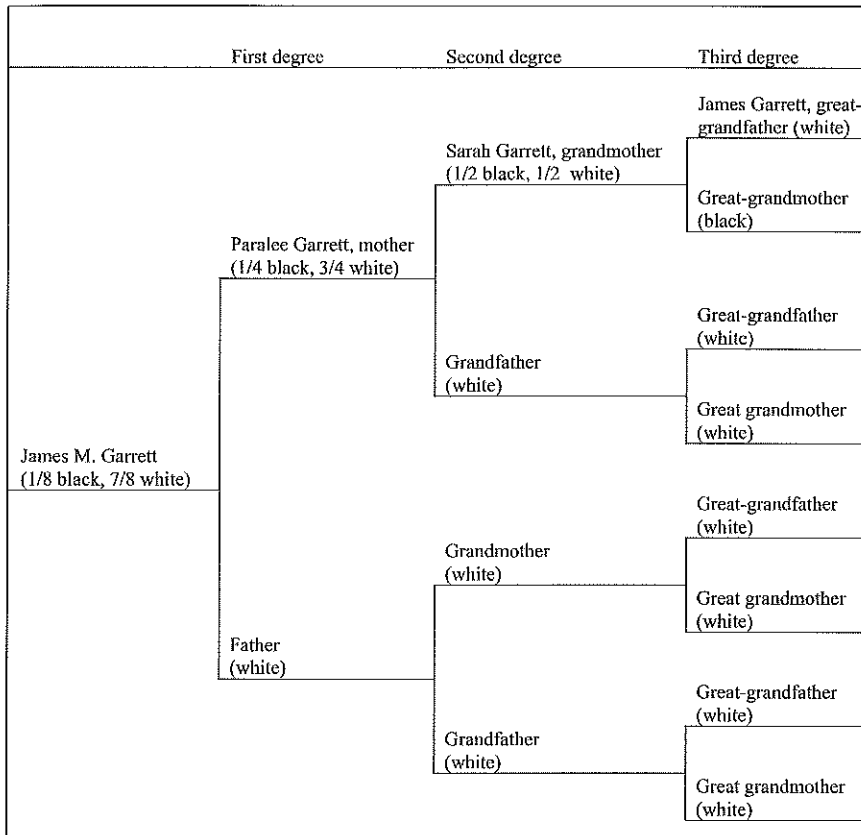 First degree Second degree Third degree
James Garrett, great-
grandfather (white)
Sarah Garrett, grandmother
(1/2 black, 1/2 white)
Great-grandmother
(black)
Paralee Garrett, mother
(1/4 black, 3/4 white)
Great-grandfather
(white)
Grandfather
(white)
Great grandmother
(white)
James M. Garrett
(1/8 black, 7/8 white)
Great-grandfather
(white)
Grandmother
(white)
Great grandmother
(white)
Father
(white)
Great-grandfather
(white)
Grandfather
(white)
Great grandmother
(white)